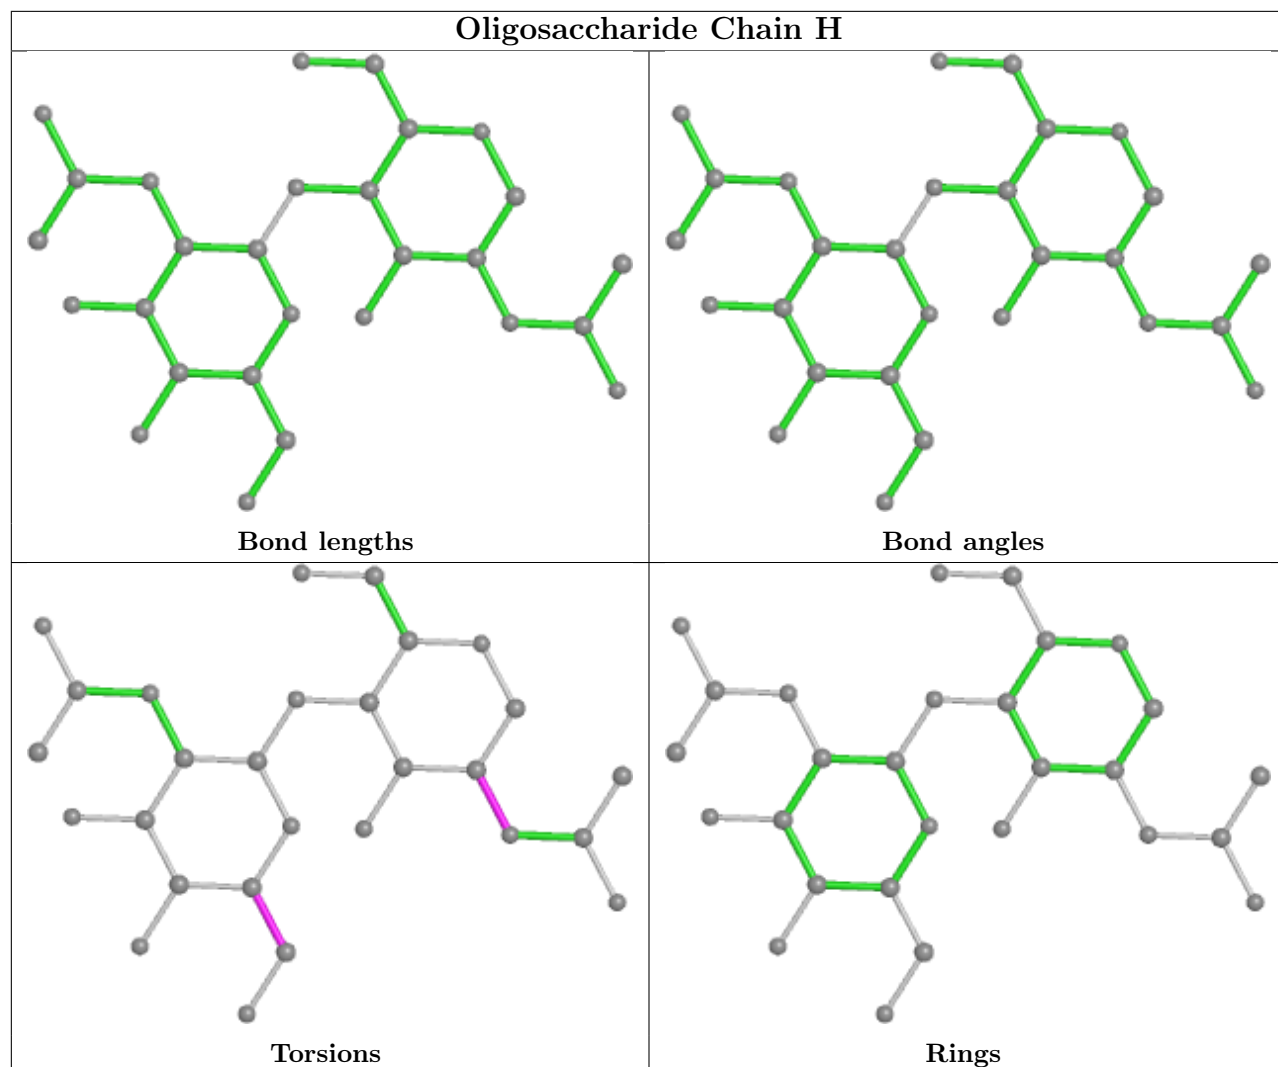 Oligosaccharide Chain H
Bond lengths
Bond angles
Torsions
Rings